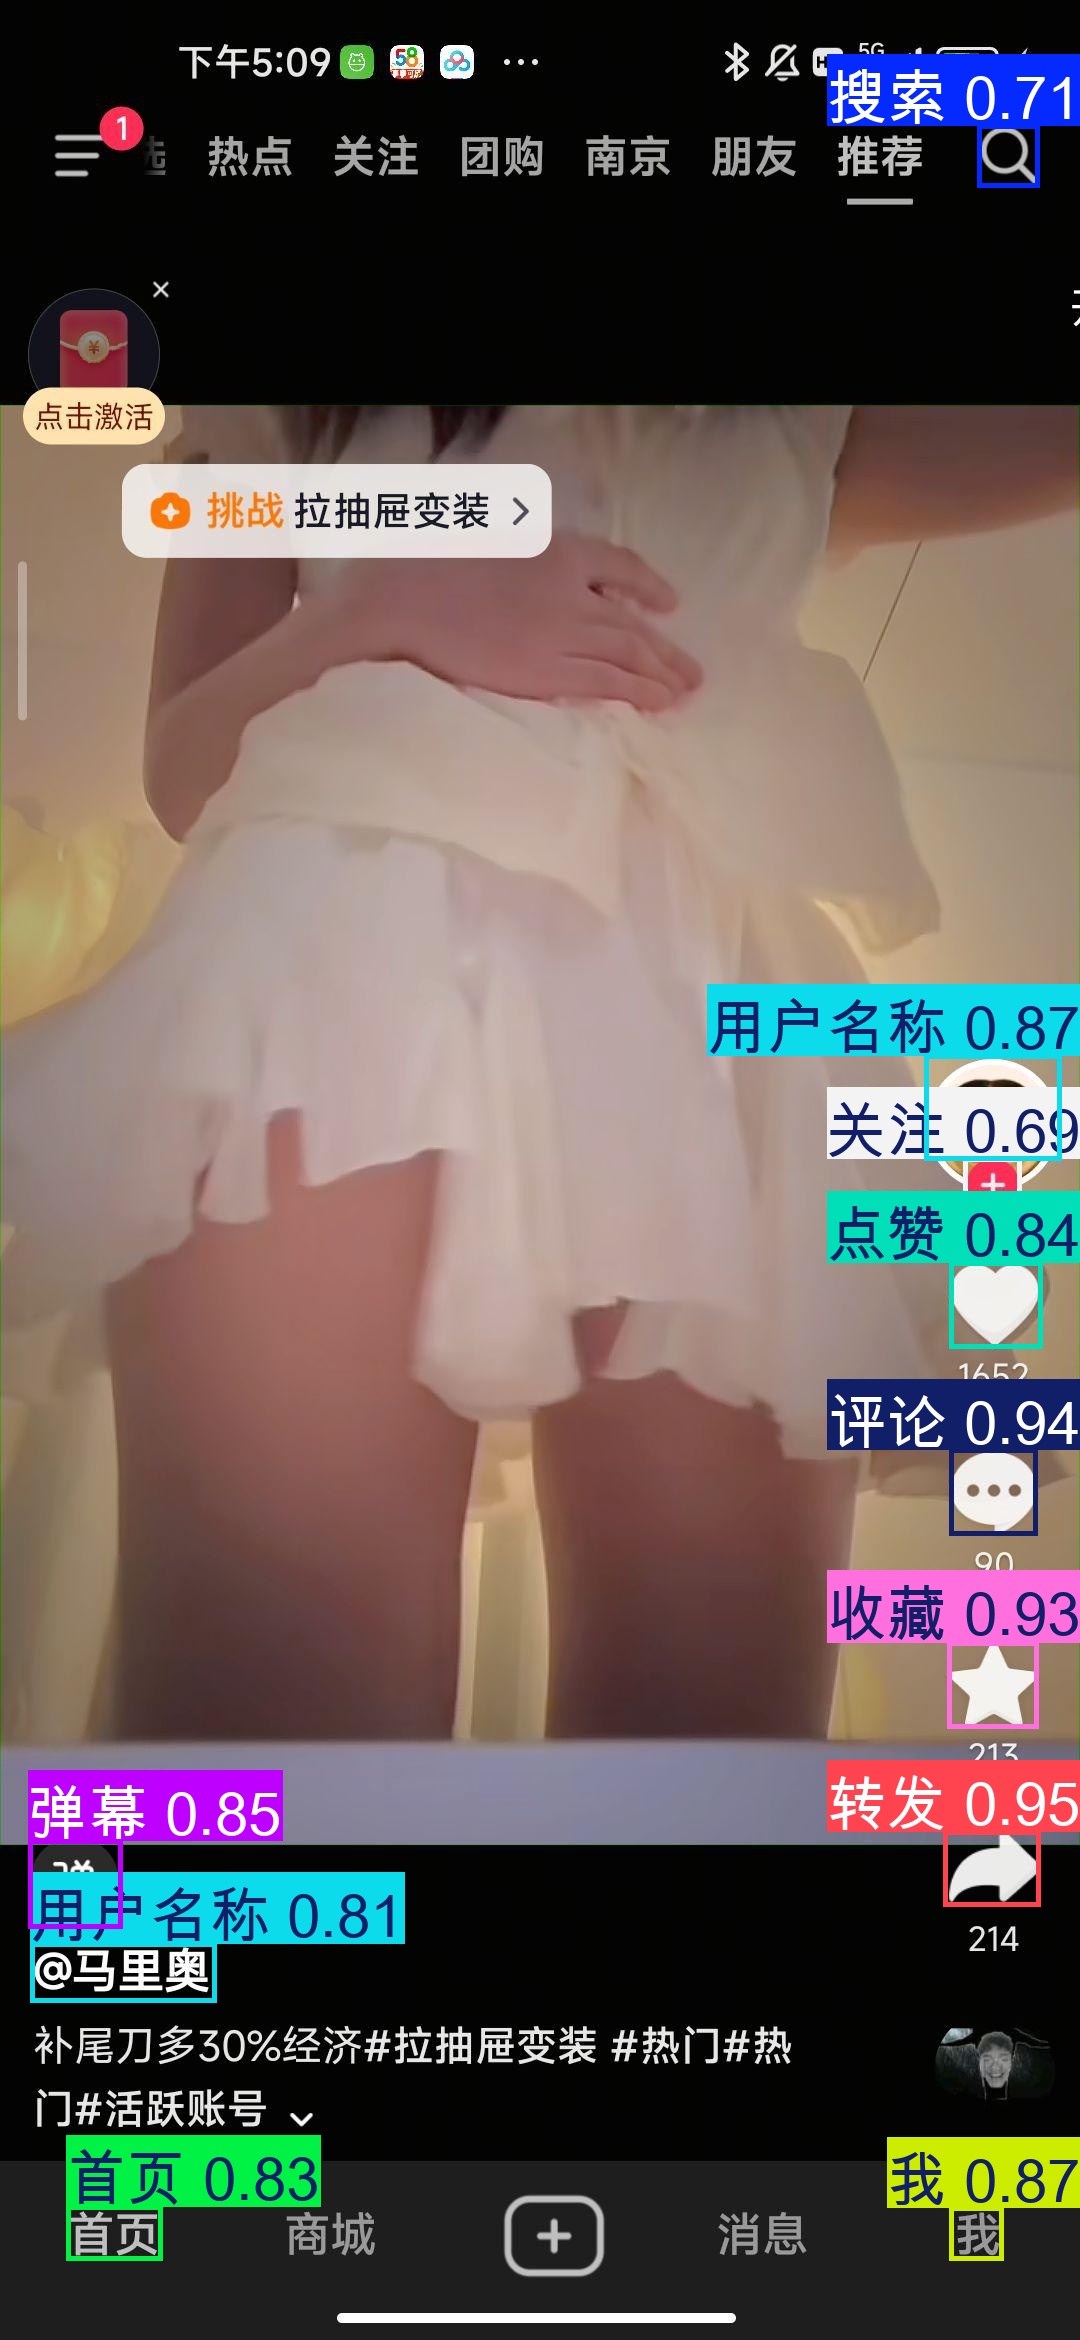 下午5:09
58
5G
搜索 0.71
1
热点 关注 团购 南京 朋友 推荐
点击激活
挑战 拉抽屉变装
用户名称 0.87
关注 0.69
点赞 0.84
1652
评论 0.94
90
收藏 0.93
213
转发 0.95
214
弹幕 0.85
用户名称 0.81
@马里奥
补尾刀多30%经济#拉抽屉变装 #热门#热
门#活跃账号
首页 0.83
我 0.87
首页 商城 消息 我